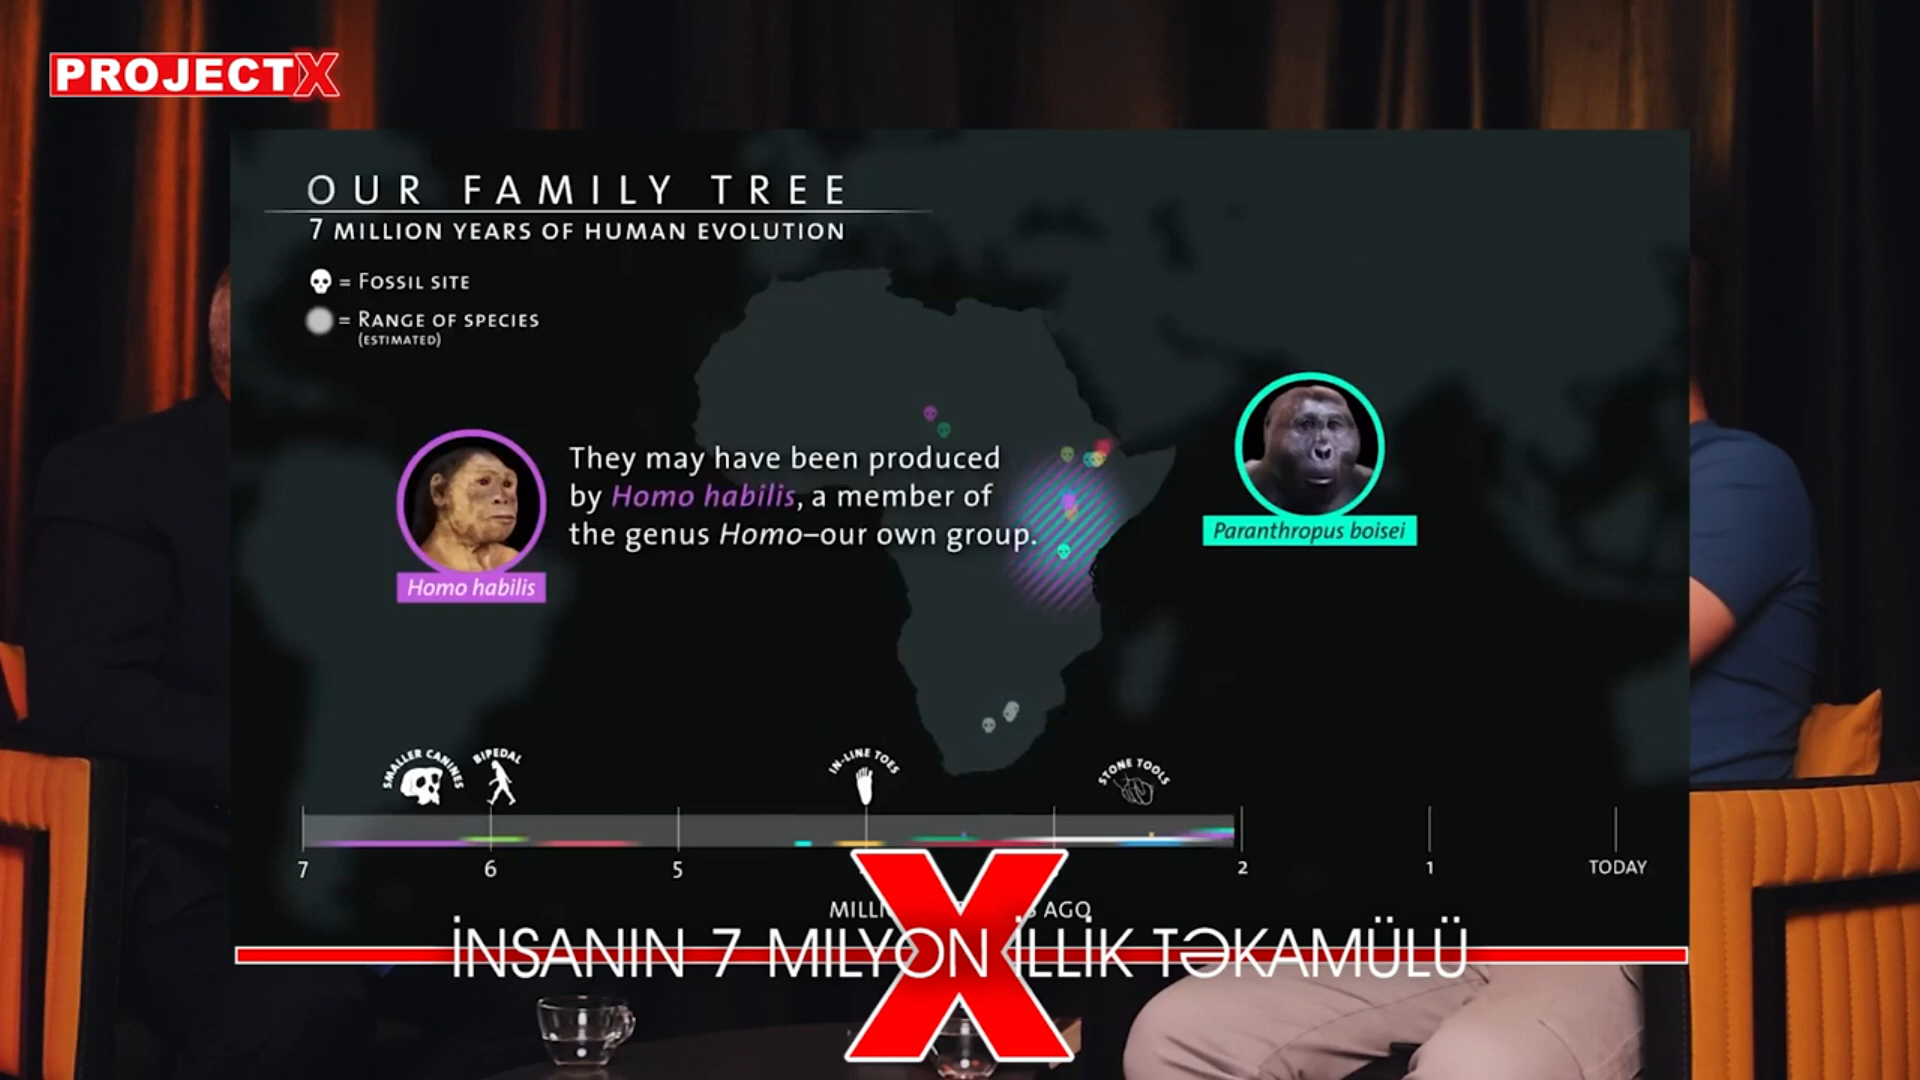 PROJECTX
OUR FAMILY TREE
7 MILLION YEARS OF HUMAN EVOLUTION
= FOSSIL SITE
= RANGE OF SPECIES
(ESTIMATED)
They may have been produced
by Homo habilis, a member of
the genus Homo–our own group.
Homo habilis
Paranthropus boisei
SMALLER CANINES
BIPEDAL
IN-LINE TOES
STONE TOOLS
7 6 5 2 1 TODAY
AGO
X
İNSANIN 7 MILYON İLLİK TƏKAMÜLÜ